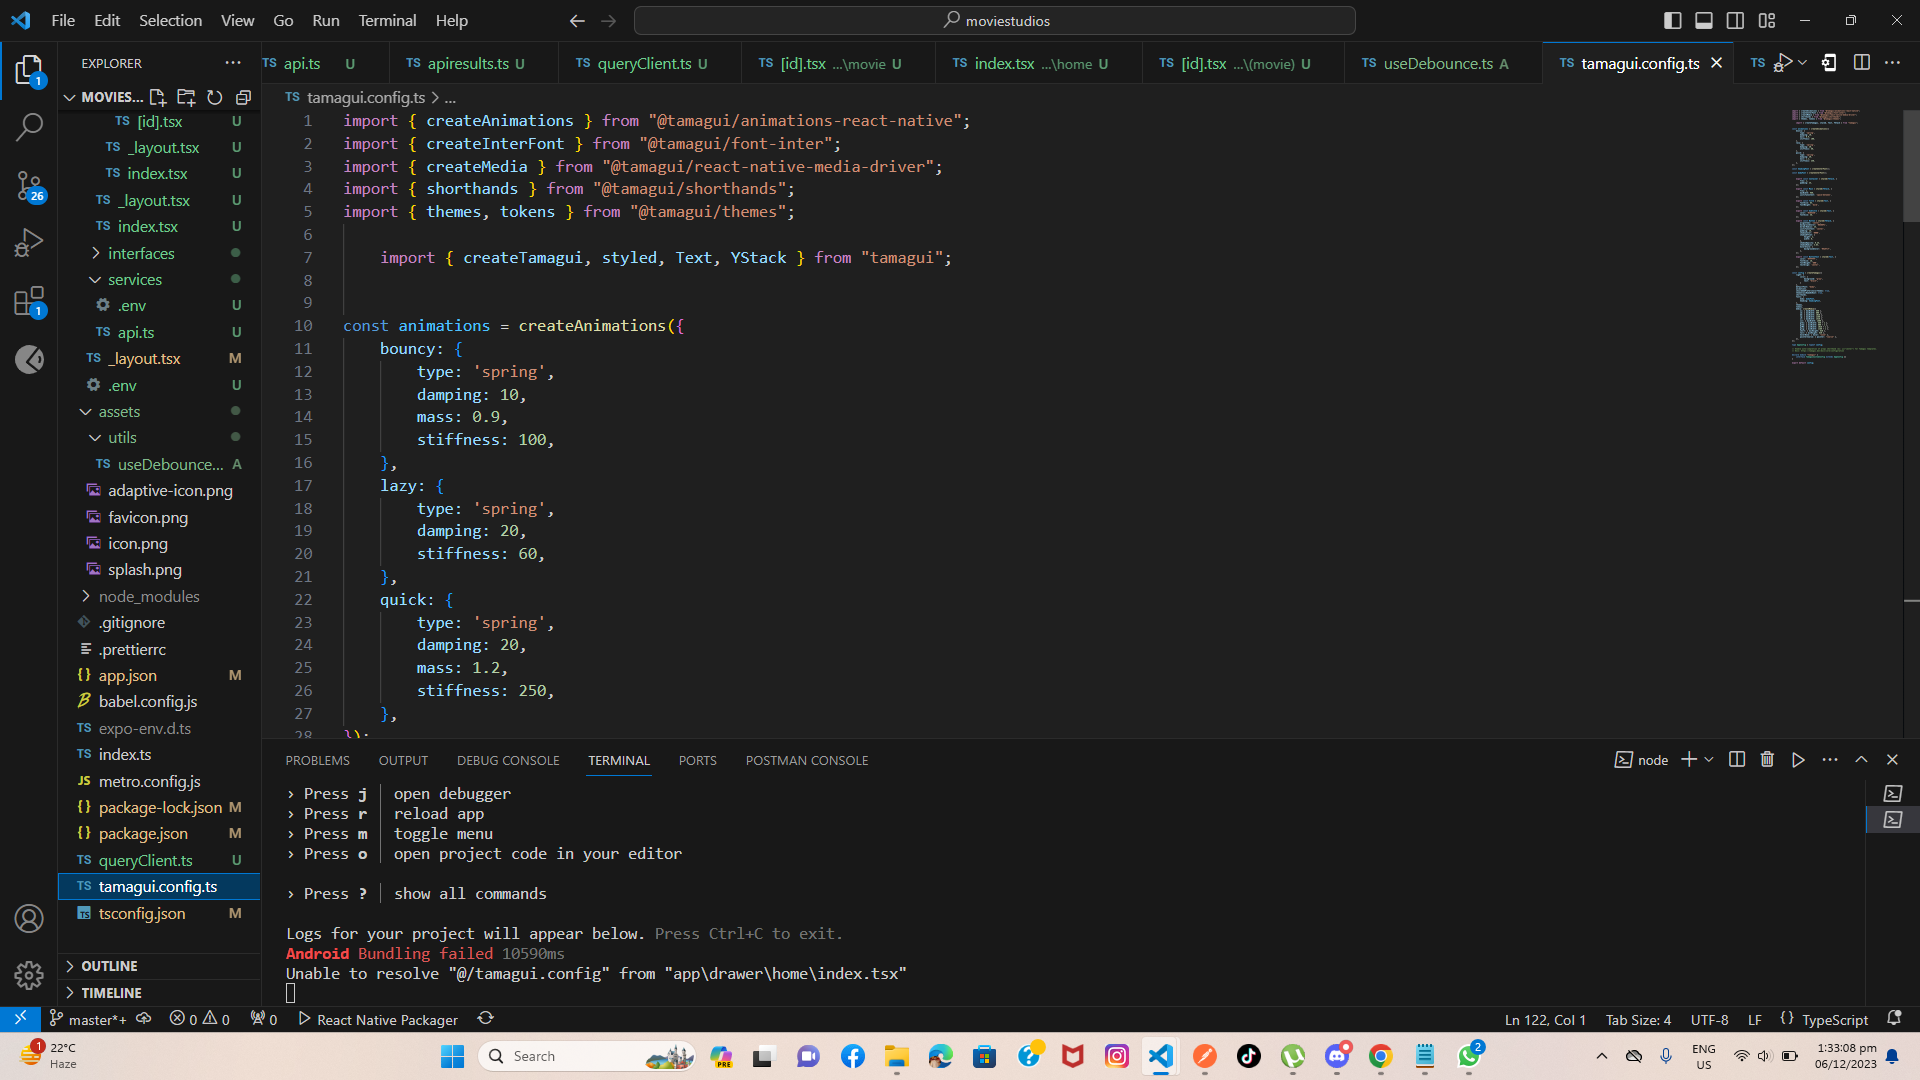 File Edit Selection View Go Run Terminal Help
moviestudios
EXPLORER
MOVIES...
TS [id].tsx U
TS _layout.tsx U
TS index.tsx U
TS _layout.tsx U
TS index.tsx U
interfaces
services
.env U
TS api.ts U
TS _layout.tsx M
.env U
assets
utils
TS useDebounce... A
adaptive-icon.png
favicon.png
icon.png
splash.png
node_modules
.gitignore
.prettierrc
{} app.json M
babel.config.js
TS expo-env.d.ts
TS index.ts
JS metro.config.js
{} package-lock.json M
{} package.json M
TS queryClient.ts U
TS tamagui.config.ts
TS tsconfig.json M
OUTLINE
TIMELINE
1
26
1
TS api.ts U
TS apiresults.ts U
TS queryClient.ts U
TS [id].tsx ...\movie U
TS index.tsx ...\home U
TS [id].tsx ...\(movie) U
TS useDebounce.ts A
TS tamagui.config.ts
TS
TS tamagui.config.ts > ...
1 import { createAnimations } from "@tamagui/animations-react-native";
2 import { createInterFont } from "@tamagui/font-inter";
3 import { createMedia } from "@tamagui/react-native-media-driver";
4 import { shorthands } from "@tamagui/shorthands";
5 import { themes, tokens } from "@tamagui/themes";
6
7 import { createTamagui, styled, Text, YStack } from "tamagui";
8
9
10 const animations = createAnimations({
11 bouncy: {
12 type: 'spring',
13 damping: 10,
14 mass: 0.9,
15 stiffness: 100,
16 },
17 lazy: {
18 type: 'spring',
19 damping: 20,
20 stiffness: 60,
21 },
22 quick: {
23 type: 'spring',
24 damping: 20,
25 mass: 1.2,
26 stiffness: 250,
27 },
28 });
PROBLEMS OUTPUT DEBUG CONSOLE TERMINAL PORTS POSTMAN CONSOLE
node
› Press j │ open debugger
› Press r │ reload app
› Press m │ toggle menu
› Press o │ open project code in your editor
› Press ? │ show all commands
Logs for your project will appear below. Press Ctrl+C to exit.
Android Bundling failed 10590ms
Unable to resolve "@/tamagui.config" from "app\drawer\home\index.tsx"
master*+ 0 0 0 React Native Packager
Ln 122, Col 1 Tab Size: 4 UTF-8 LF {} TypeScript
1
22°C
Haze
Search
PRE
2
ENG
US
1:33:08 pm
06/12/2023